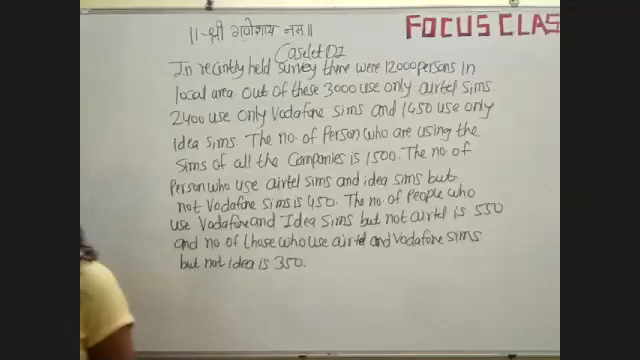 ॥ श्री गणेशाय नमः ॥
FOCUS CLAS
Caselet DI
In recently held survey there were 12000 persons in
local area out of these 3000 use only airtel sims.
2400 use only Vodafone sims and 1450 use only
Idea sims. The no. of Person who are using the
sims of all the Companies is 1500. The no. of
Person who use airtel sims and idea sims but
not Vodafone sims is 450. The no. of People who
use Vodafone and Idea sims but not airtel is 550
and no of those who use airtel and Vodafone sims
but not idea is 350.